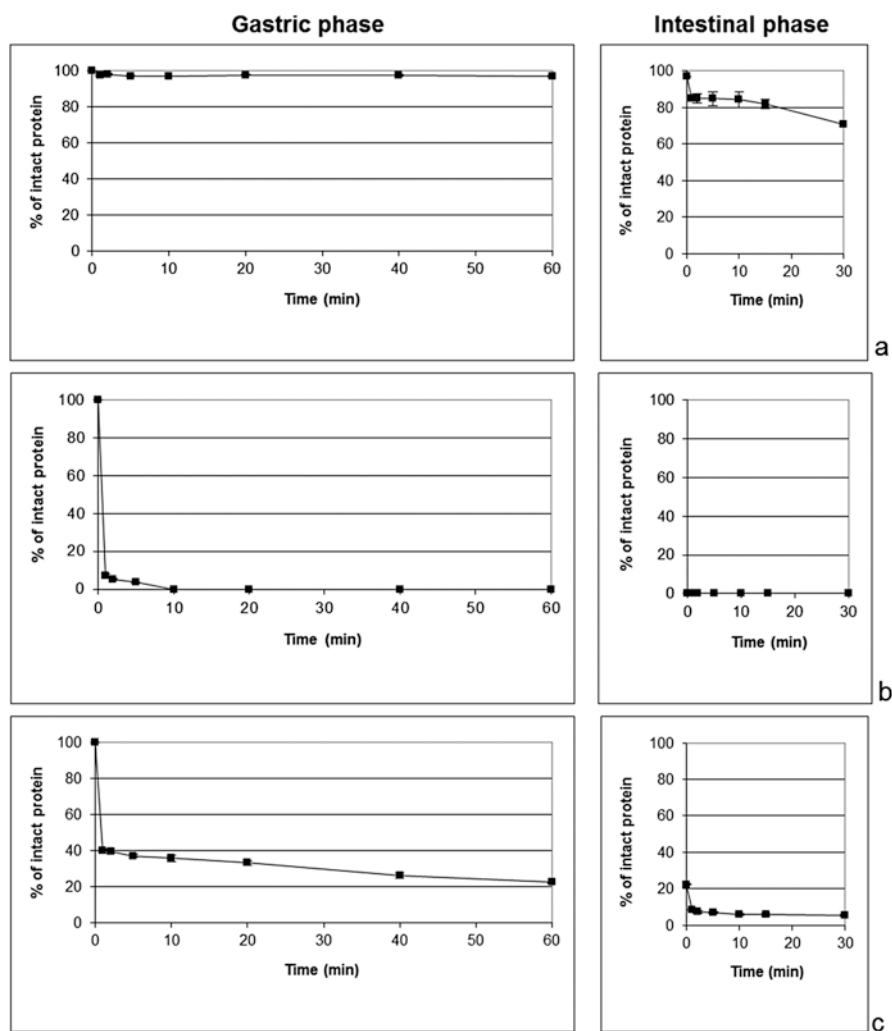 Gastric phase
Intestinal phase
% of intact protein
100
80
60
40
20
0
0 10 20 30 40 50 60
Time (min)
% of intact protein
100
80
60
40
20
0
0 10 20 30
Time (min)
a
% of intact protein
100
80
60
40
20
0
0 10 20 30 40 50 60
Time (min)
% of intact protein
100
80
60
40
20
0
0 10 20 30
Time (min)
b
% of intact protein
100
80
60
40
20
0
0 10 20 30 40 50 60
Time (min)
% of intact protein
100
80
60
40
20
0
0 10 20 30
Time (min)
c